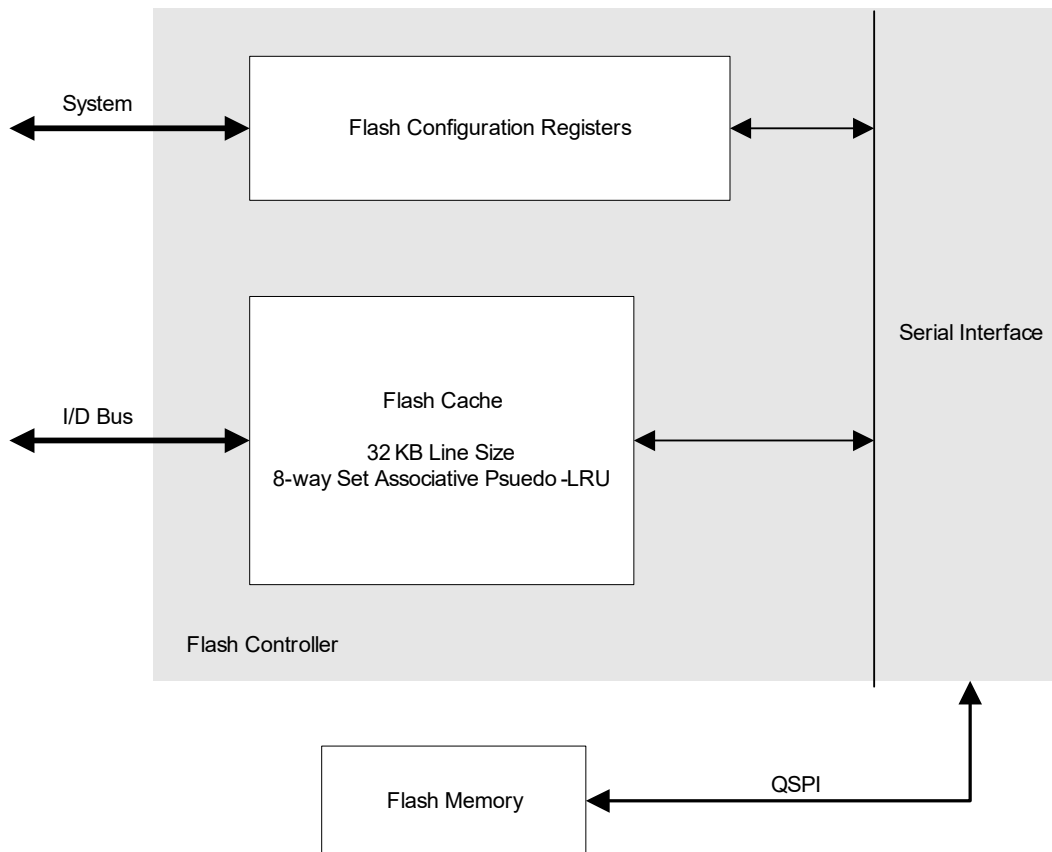 System
Flash Configuration Registers
Serial Interface
Flash Cache
I/D Bus
32 KB Line Size
8-way Set Associative Psuedo-LRU
Flash Controller
QSPI
Flash Memory